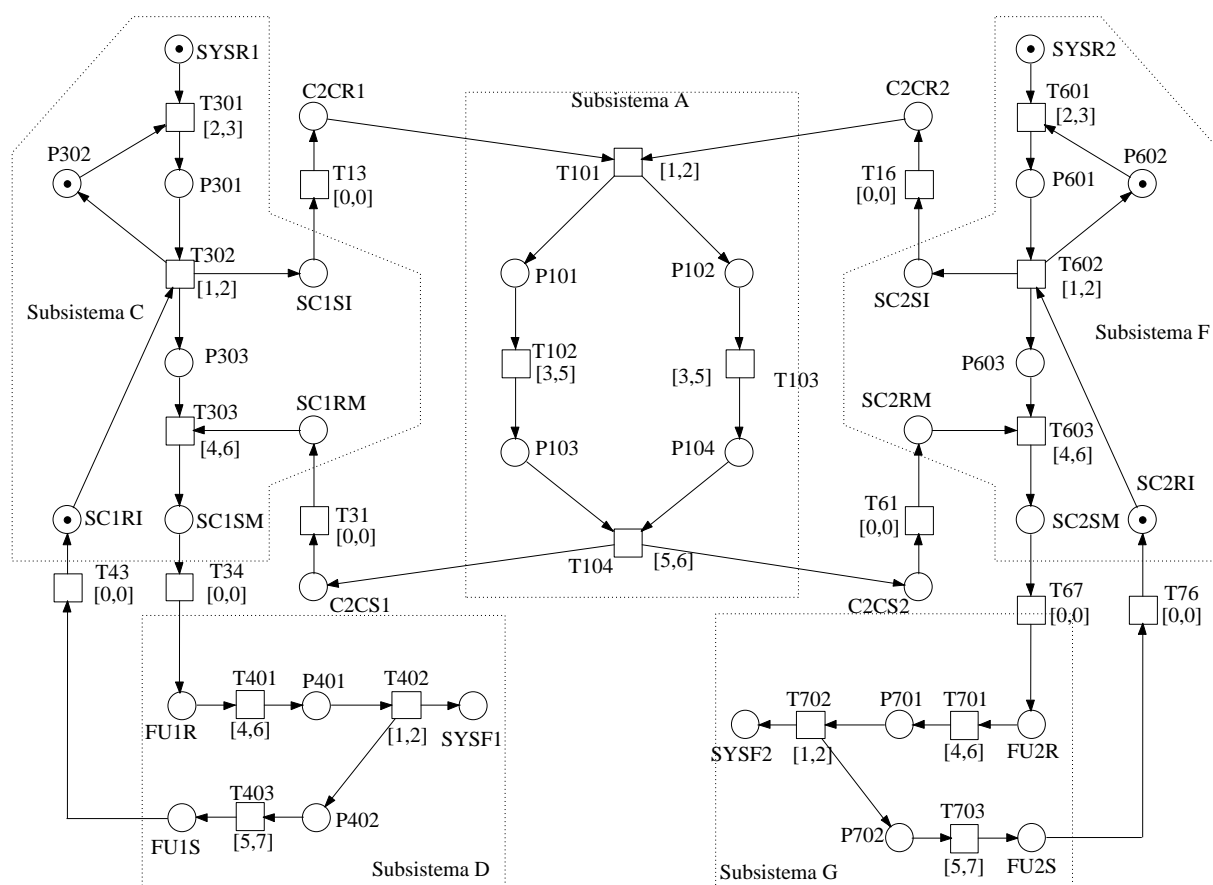 SYSR1
SYSR2
T301
[2,3]
C2CR1
Subsistema A
C2CR2
T601
[2,3]
P302
P301
T13
[0,0]
T101
[1,2]
T16
[0,0]
P601
P602
T302
[1,2]
SC1SI
P101
P102
SC2SI
T602
[1,2]
Subsistema C
Subsistema F
P303
T102
[3,5]
[3,5]
T103
P603
T303
[4,6]
SC1RM
P103
P104
SC2RM
T603
[4,6]
SC1RI
SC1SM
T31
[0,0]
T61
[0,0]
SC2SM
SC2RI
T43
[0,0]
T34
[0,0]
C2CS1
T104
[5,6]
C2CS2
T67
[0,0]
T76
[0,0]
FU1R
T401
[4,6]
P401
T402
[1,2]
SYSF1
SYSF2
T702
[1,2]
P701
T701
[4,6]
FU2R
FU1S
T403
[5,7]
P402
P702
T703
[5,7]
FU2S
Subsistema D
Subsistema G